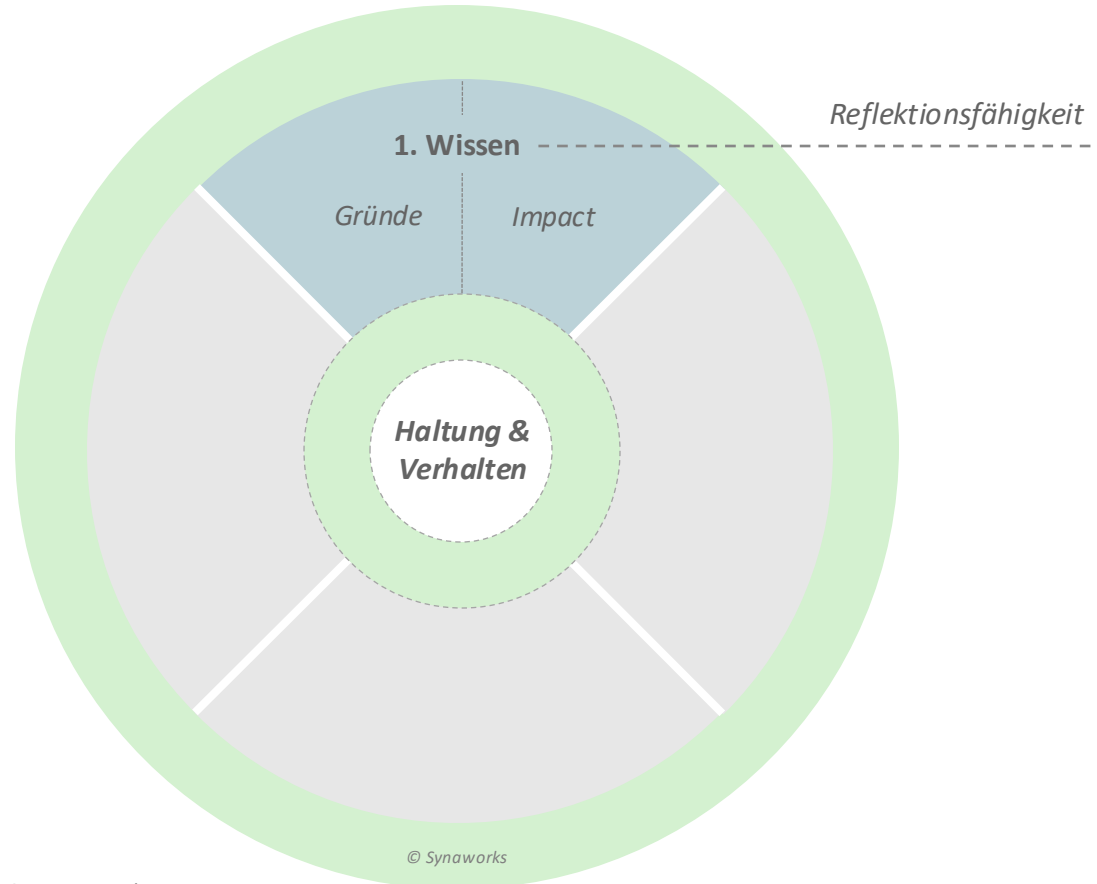 Reflektionsfähigkeit
1. Wissen
Gründe
Impact
Haltung &
Verhalten
© Synaworks